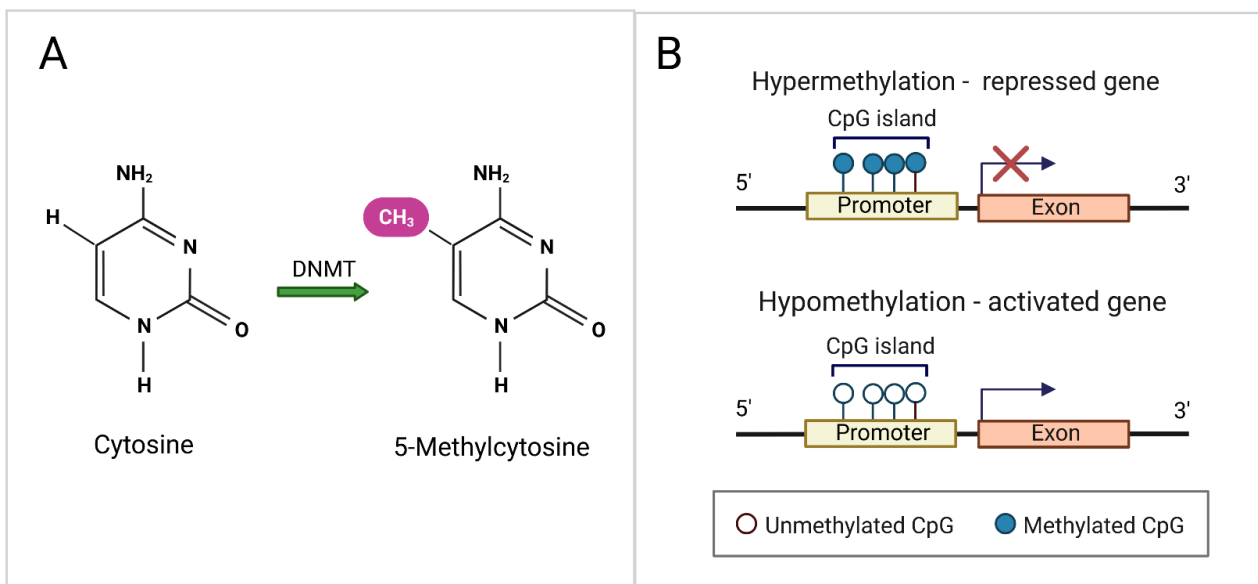 A
NH₂
H
N
N
O
H
Cytosine
DNMT
NH₂
CH₃
N
N
O
H
5-Methylcytosine
B
Hypermethylation - repressed gene
CpG island
5'
3'
Promoter
Exon
Hypomethylation - activated gene
CpG island
5'
3'
Promoter
Exon
Unmethylated CpG
Methylated CpG